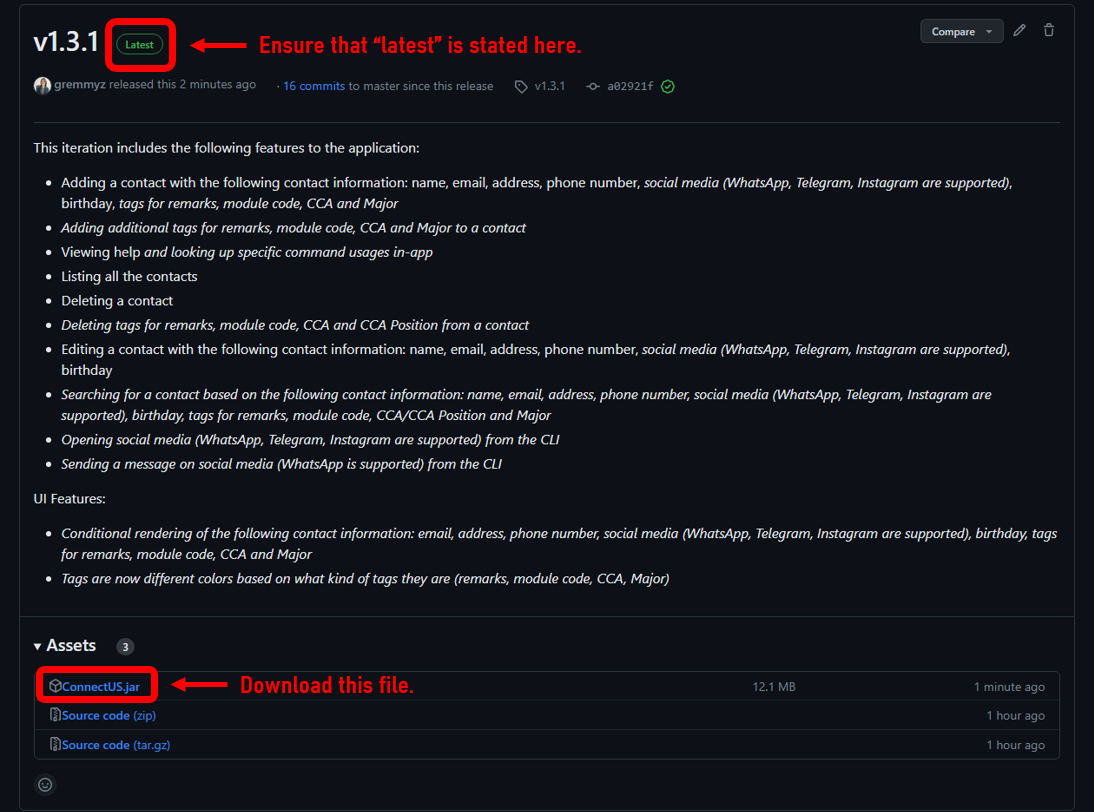 v1.3.1 Latest Ensure that “latest” is stated here. Compare
gremmyz released this 2 minutes ago · 16 commits to master since this release v1.3.1 a02921f
This iteration includes the following features to the application:
• Adding a contact with the following contact information: name, email, address, phone number, social media (WhatsApp, Telegram, Instagram are supported),
birthday, tags for remarks, module code, CCA and Major
• Adding additional tags for remarks, module code, CCA and Major to a contact
• Viewing help and looking up specific command usages in-app
• Listing all the contacts
• Deleting a contact
• Deleting tags for remarks, module code, CCA and CCA Position from a contact
• Editing a contact with the following contact information: name, email, address, phone number, social media (WhatsApp, Telegram, Instagram are supported),
birthday
• Searching for a contact based on the following contact information: name, email, address, phone number, social media (WhatsApp, Telegram, Instagram are
supported), birthday, tags for remarks, module code, CCA/CCA Position and Major
• Opening social media (WhatsApp, Telegram, Instagram are supported) from the CLI
• Sending a message on social media (WhatsApp is supported) from the CLI
UI Features:
• Conditional rendering of the following contact information: email, address, phone number, social media (WhatsApp, Telegram, Instagram are supported), birthday, tags
for remarks, module code, CCA and Major
• Tags are now different colors based on what kind of tags they are (remarks, module code, CCA, Major)
Assets 3
ConnectUS.jar Download this file. 12.1 MB 1 minute ago
Source code (zip) 1 hour ago
Source code (tar.gz) 1 hour ago